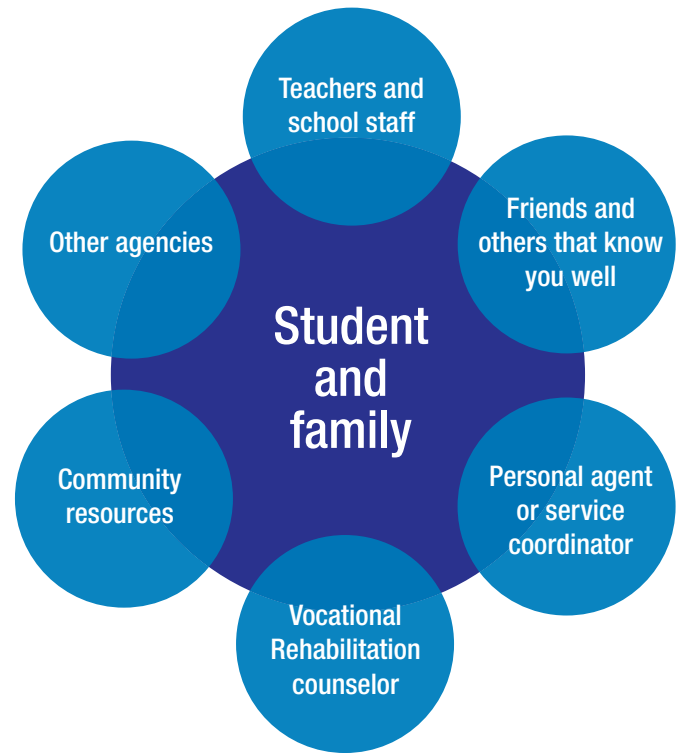 Teachers and
school staff
Friends and
others that know
you well
Other agencies
Student
and
family
Personal agent
or service
coordinator
Community
resources
Vocational
Rehabilitation
counselor